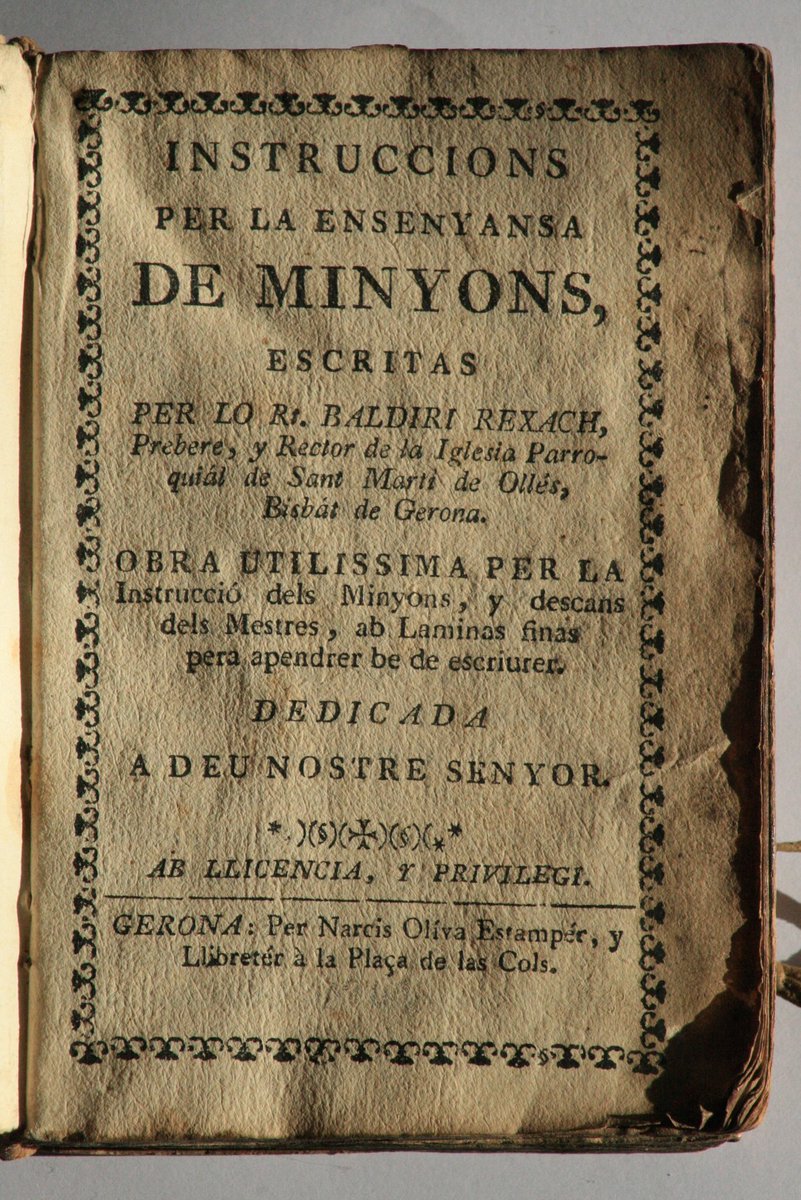 INSTRUCCIONS
PER LA ENSENYANSA
DE MINYONS,
ESCRITAS
PER LO Rt. BALDIRI REXACH,
Prebere, y Rector de la Iglesia Parro-
quiál de Sant Martì de Ollés,
Bisbát de Gerona.
OBRA UTILISSIMA PER LA
Instrucció dels Minyons, y descans
dels Mestres, ab Laminas finas
pera apendrer be de escriurer.
DEDICADA
A DEU NOSTRE SENYOR.
*.)(§)(✠)(§)(**
AB LLICENCIA, Y PRIVILEGI.
GERONA: Per Narcis Olíva Estampér, y
Llibretér à la Plaça de las Cols.